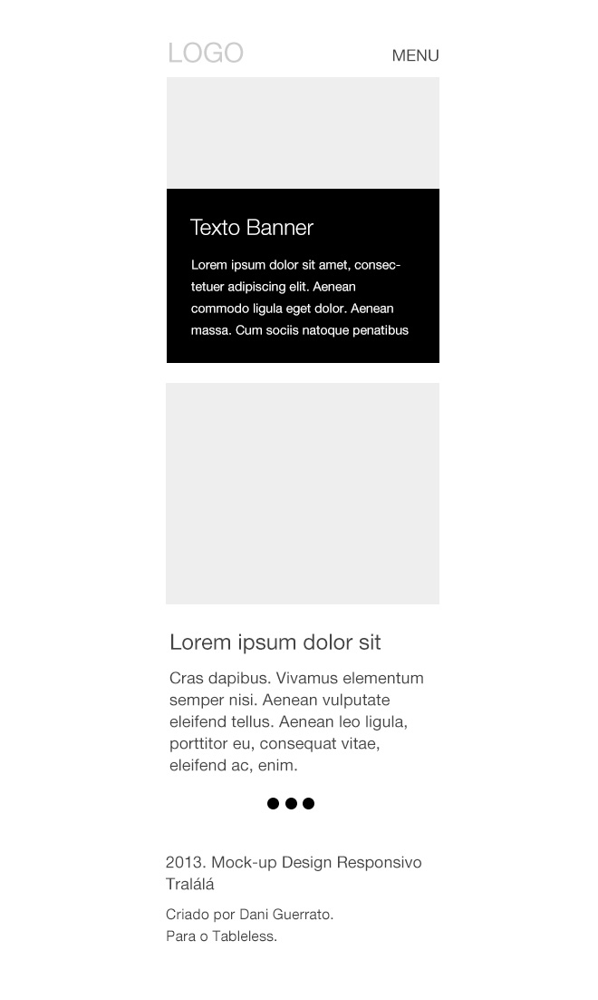 LOGO
MENU
Texto Banner
Lorem ipsum dolor sit amet, consec-
tetuer adipiscing elit. Aenean
commodo ligula eget dolor. Aenean
massa. Cum sociis natoque penatibus
Lorem ipsum dolor sit
Cras dapibus. Vivamus elementum
semper nisi. Aenean vulputate
eleifend tellus. Aenean leo ligula,
porttitor eu, consequat vitae,
eleifend ac, enim.
2013. Mock-up Design Responsivo
Tralálá
Criado por Dani Guerrato.
Para o Tableless.